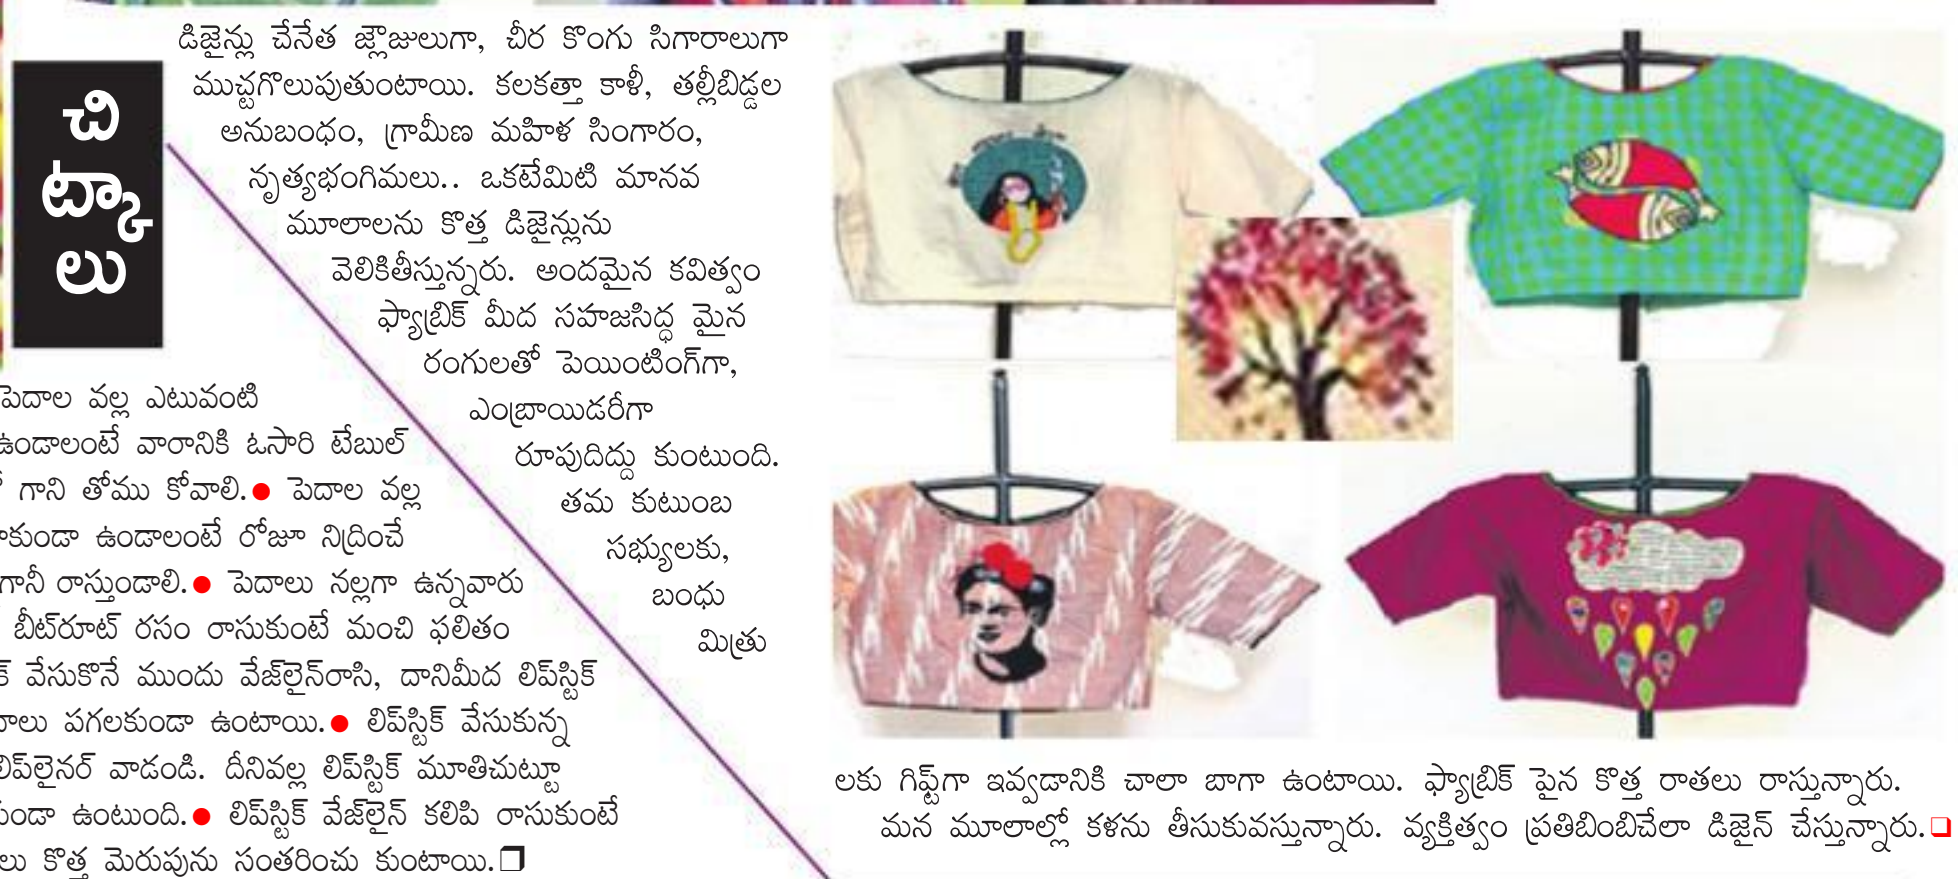 డిజైన్లు చేనేత జ్లౌజులుగా, చీర కొంగు సిగారాలుగా
ముచ్చటగొలుపుతుంటాయి. కలకత్తా కాళీ, తల్లీబిడ్డల
అనుబంధం, గ్రామీణ మహిళ సింగారం,
నృత్యభంగిమలు.. ఒకటేమిటి మానవ
మూలాలను కొత్త డిజైన్లును
వెలికితీస్తున్నరు. అందమైన కవిత్వం
ఫ్యాబ్రిక్ మీద సహజసిద్ధ మైన
రంగులతో పెయింటింగ్‌గా,
ఎంబ్రాయిడరీగా
రూపుదిద్దు కుంటుంది.
తమ కుటుంబ
సభ్యులకు,
బంధు
మిత్రు
లకు గిఫ్ట్‌గా ఇవ్వడానికి చాలా బాగా ఉంటాయి. ఫ్యాబ్రిక్ పైన కొత్త రాతలు రాస్తున్నారు.
మన మూలాల్లో కళను తీసుకువస్తున్నారు. వ్యక్తిత్వం ప్రతిబింబిచేలా డిజైన్ చేస్తున్నారు.
చి
ట్కా
లు
పెదాల వల్ల ఎటువంటి
ఉండాలంటే వారానికి ఓసారి టేబుల్
గాని తోము కోవాలి.● పెదాల వల్ల
ఉండాలంటే రోజూ నిద్రించే
గానీ రాస్తుండాలి.● పెదాలు నల్లగా ఉన్నవారు
బీట్‌రూట్ రసం రాసుకుంటే మంచి ఫలితం
వేసుకొనే ముందు వేజ్‌లైన్‌రాసి, దానిమీద లిప్‌స్టిక్
పగలకుండా ఉంటాయి.● లిప్‌స్టిక్ వేసుకున్న
వాడండి. దీనివల్ల లిప్‌స్టిక్ మూతిచుట్టూ
ఉంటుంది.● లిప్‌స్టిక్ వేజ్‌లైన్ కలిపి రాసుకుంటే
కొత్త మెరుపును సంతరించు కుంటాయి.❒